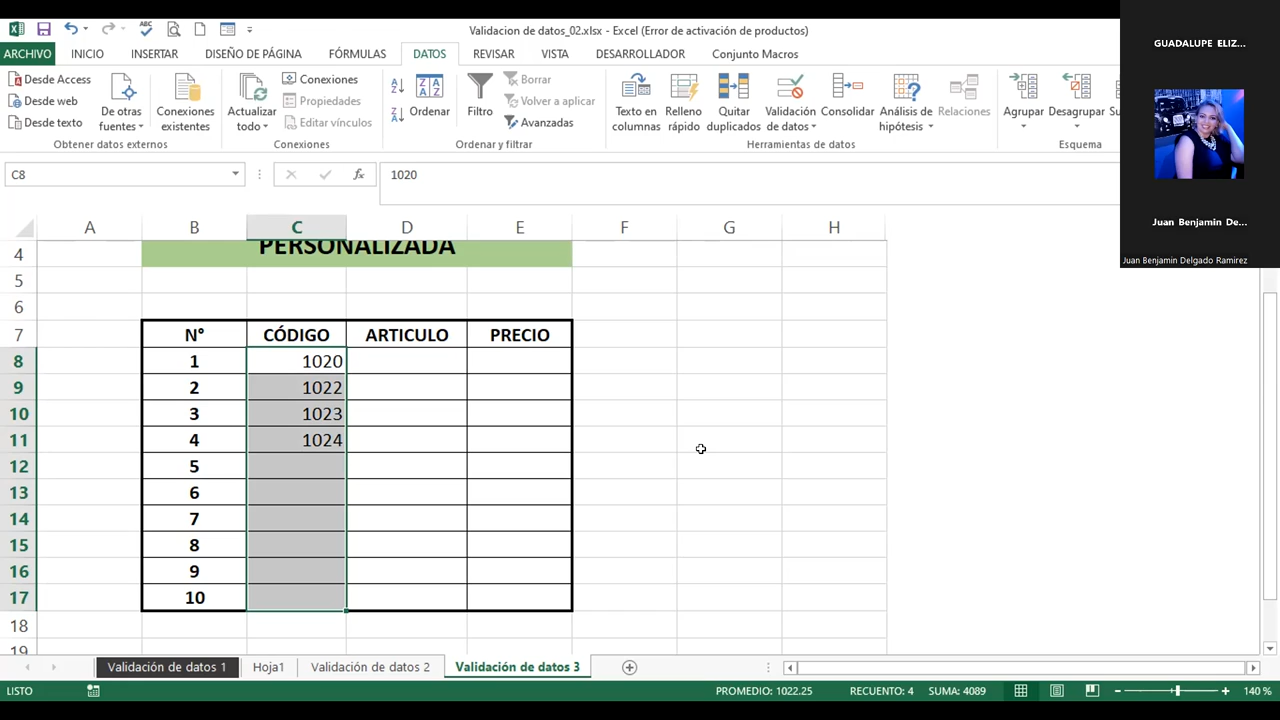 Validacion de datos_02.xlsx - Excel (Error de activación de productos)
ARCHIVO INICIO INSERTAR DISEÑO DE PÁGINA FÓRMULAS DATOS REVISAR VISTA DESARROLLADOR Conjunto Macros
Desde Access
Desde web
Desde texto
De otras
fuentes
Conexiones
existentes
Obtener datos externos
Actualizar
todo
Conexiones
Propiedades
Editar vínculos
Conexiones
Ordenar
Filtro
Borrar
Volver a aplicar
Avanzadas
Ordenar y filtrar
Texto en
columnas
Relleno
rápido
Quitar
duplicados
Validación
de datos
Consolidar
Análisis de
hipótesis
Relaciones
Herramientas de datos
Agrupar
Desagrupar
Esquema
GUADALUPE ELIZ...
Juan Benjamin De...
Juan Benjamin Delgado Ramirez
C8 fx 1020
A B C D E F G H
4 PERSONALIZADA
5
6
7 N° CÓDIGO ARTICULO PRECIO
8 1 1020
9 2 1022
10 3 1023
11 4 1024
12 5
13 6
14 7
15 8
16 9
17 10
18
19
Validación de datos 1 Hoja1 Validación de datos 2 Validación de datos 3
LISTO PROMEDIO: 1022.25 RECUENTO: 4 SUMA: 4089 140 %